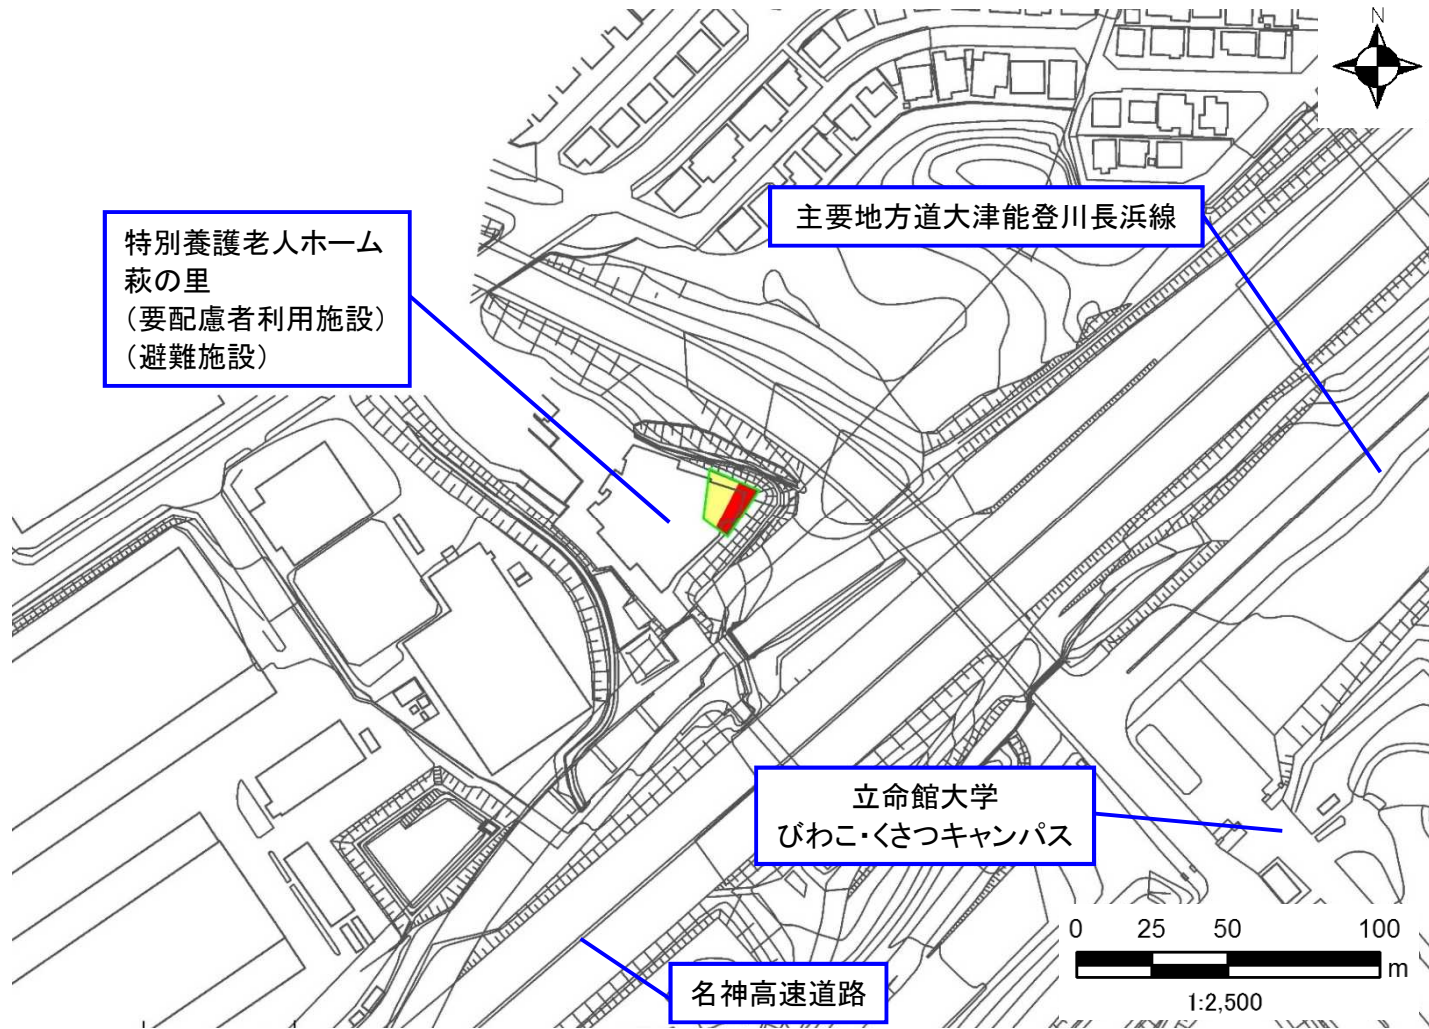 N
主要地方道大津能登川長浜線
特別養護老人ホーム
萩の里
（要配慮者利用施設）
（避難施設）
立命館大学
びわこ・くさつキャンパス
名神高速道路
0 25 50 100
m
1:2,500